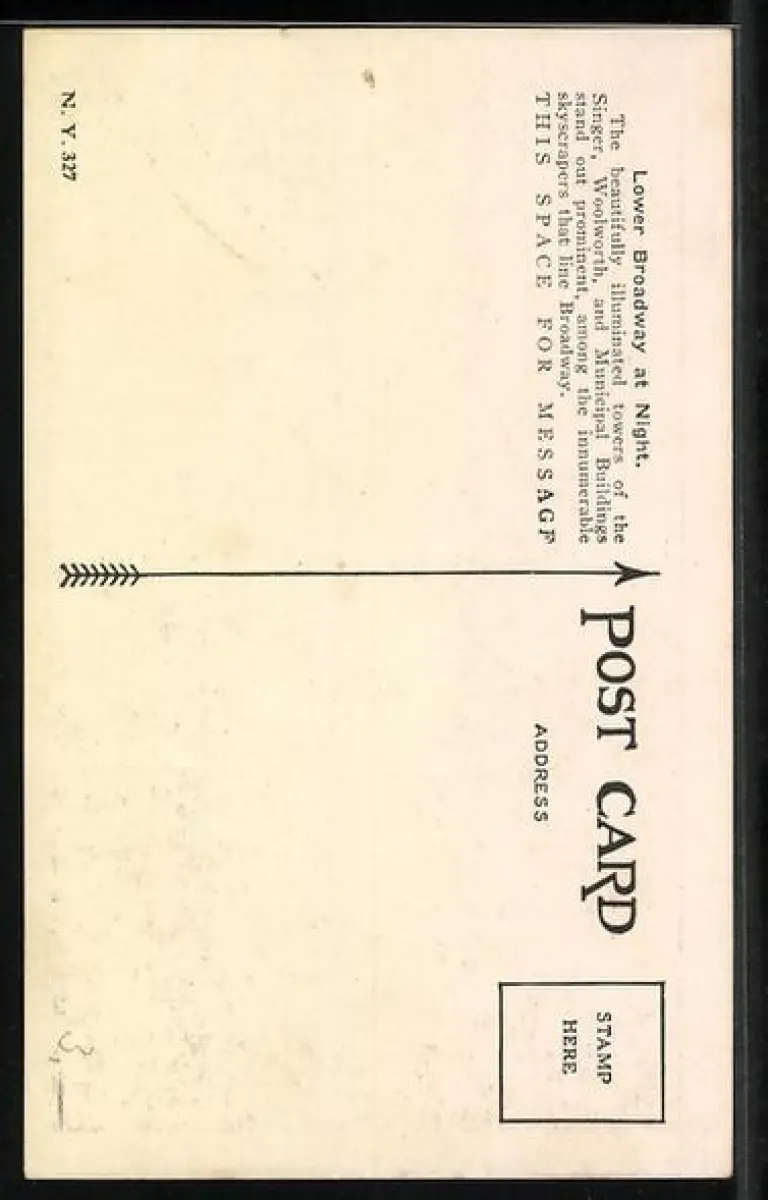 Lower Broadway at Night.
The beautifully illuminated towers of the
Singer, Woolworth, and Municipal Buildings
stand out prominent, among the innumerable
skyscrapers that line Broadway.
THIS SPACE FOR MESSAGE
N. Y. 327
POST CARD
ADDRESS
STAMP
HERE
3,—